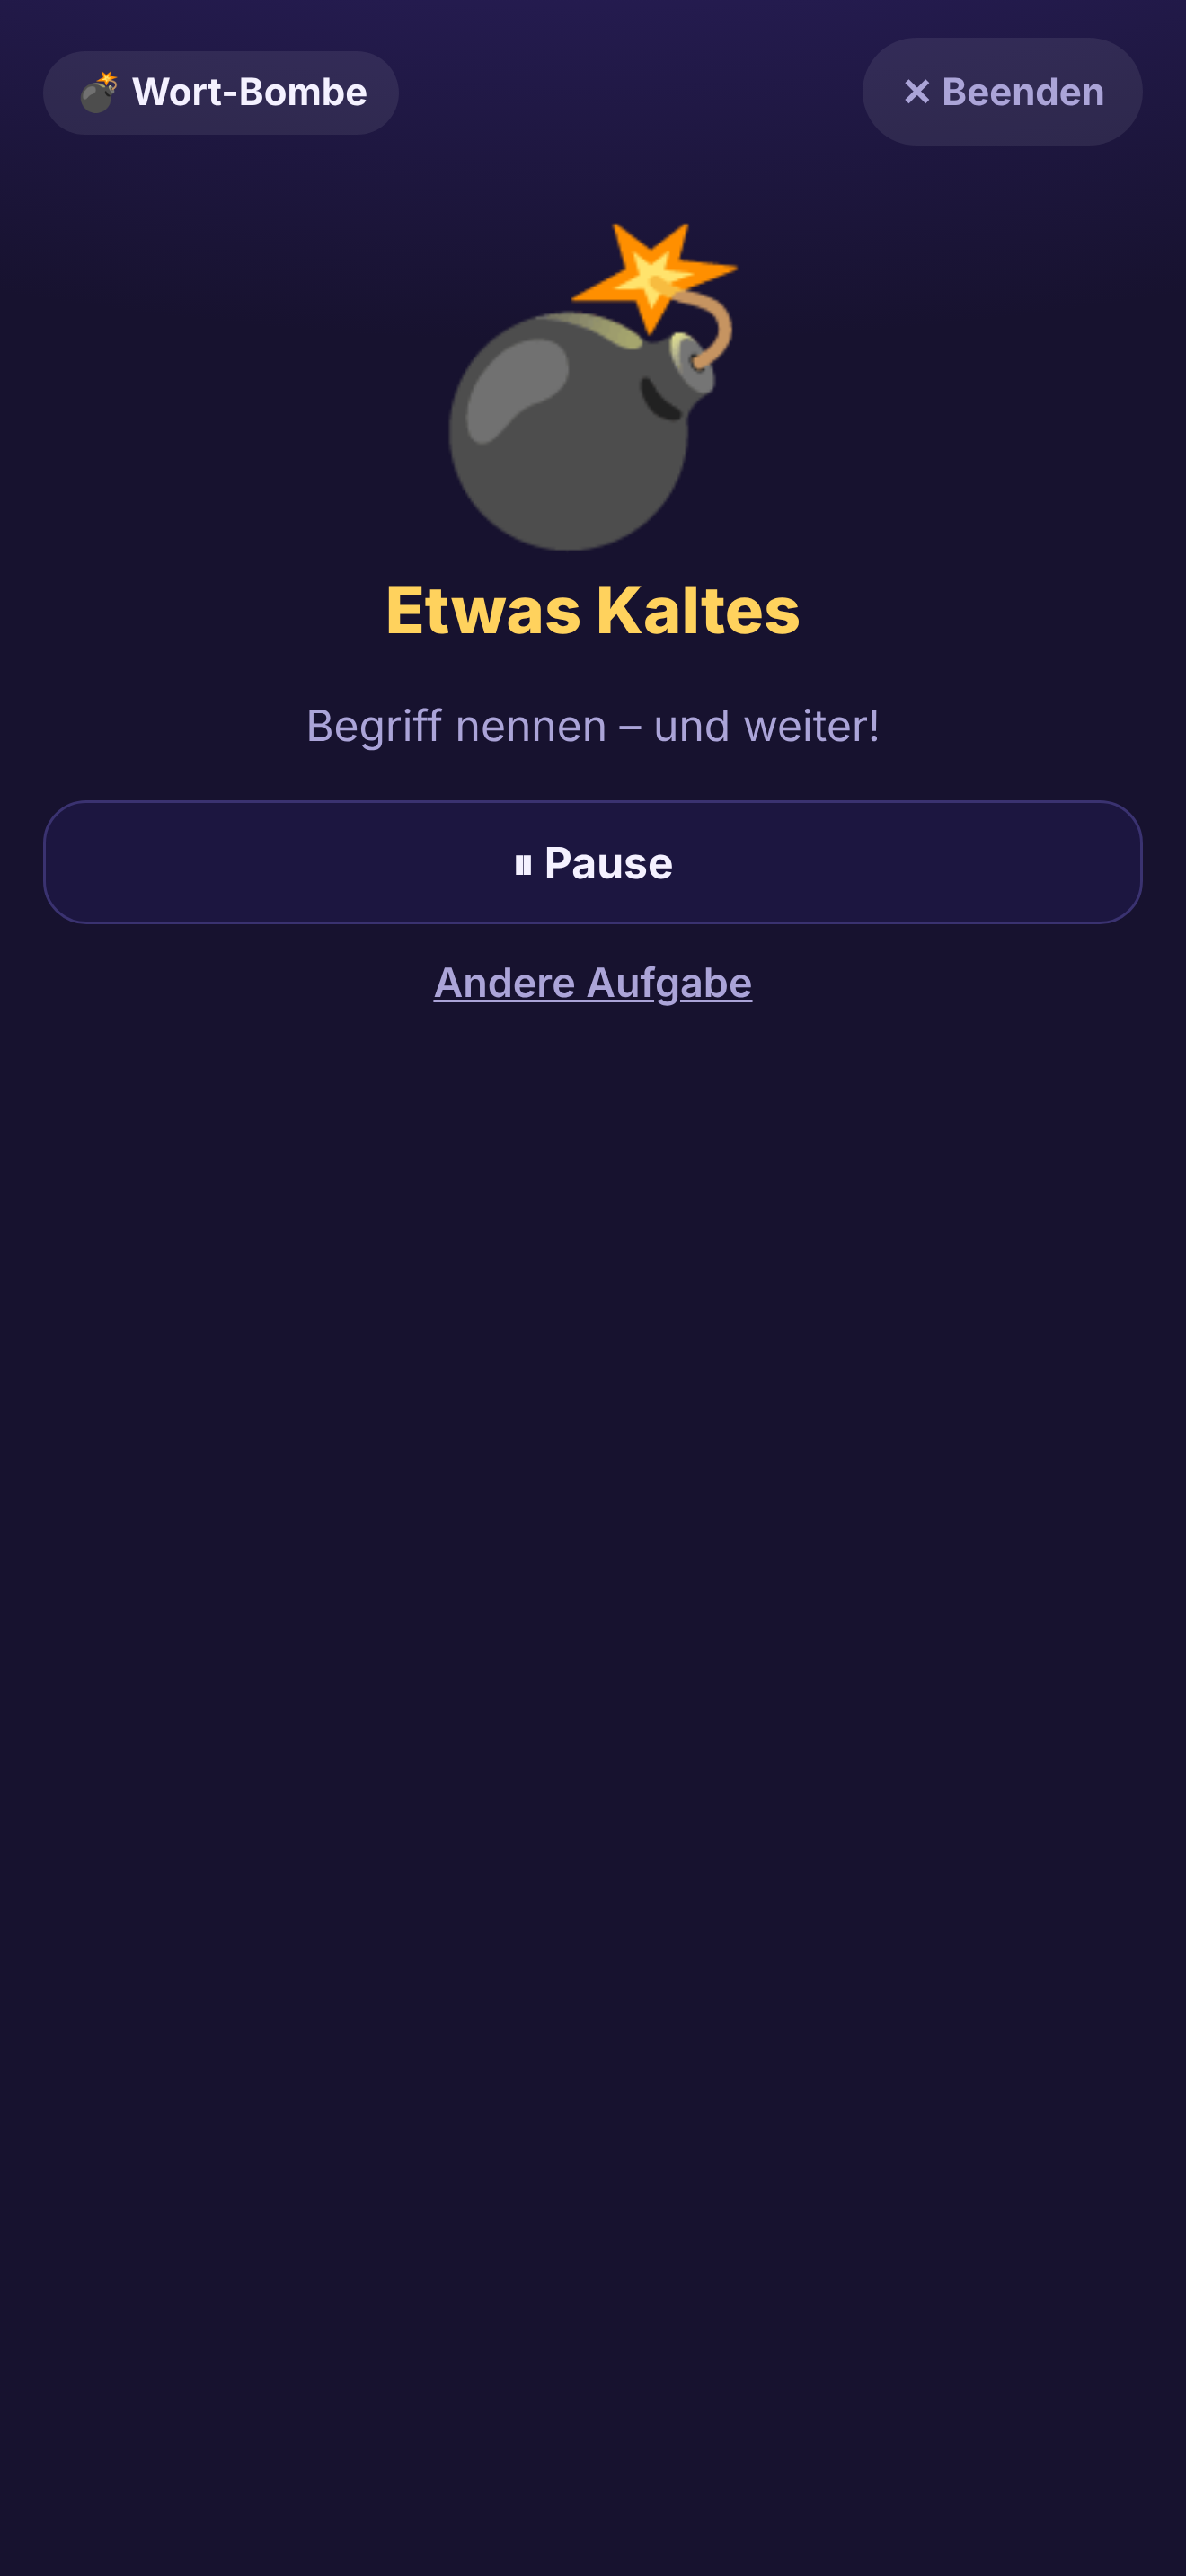 💣 Wort-Bombe
✕ Beenden
Etwas Kaltes
Begriff nennen – und weiter!
⏸ Pause
Andere Aufgabe